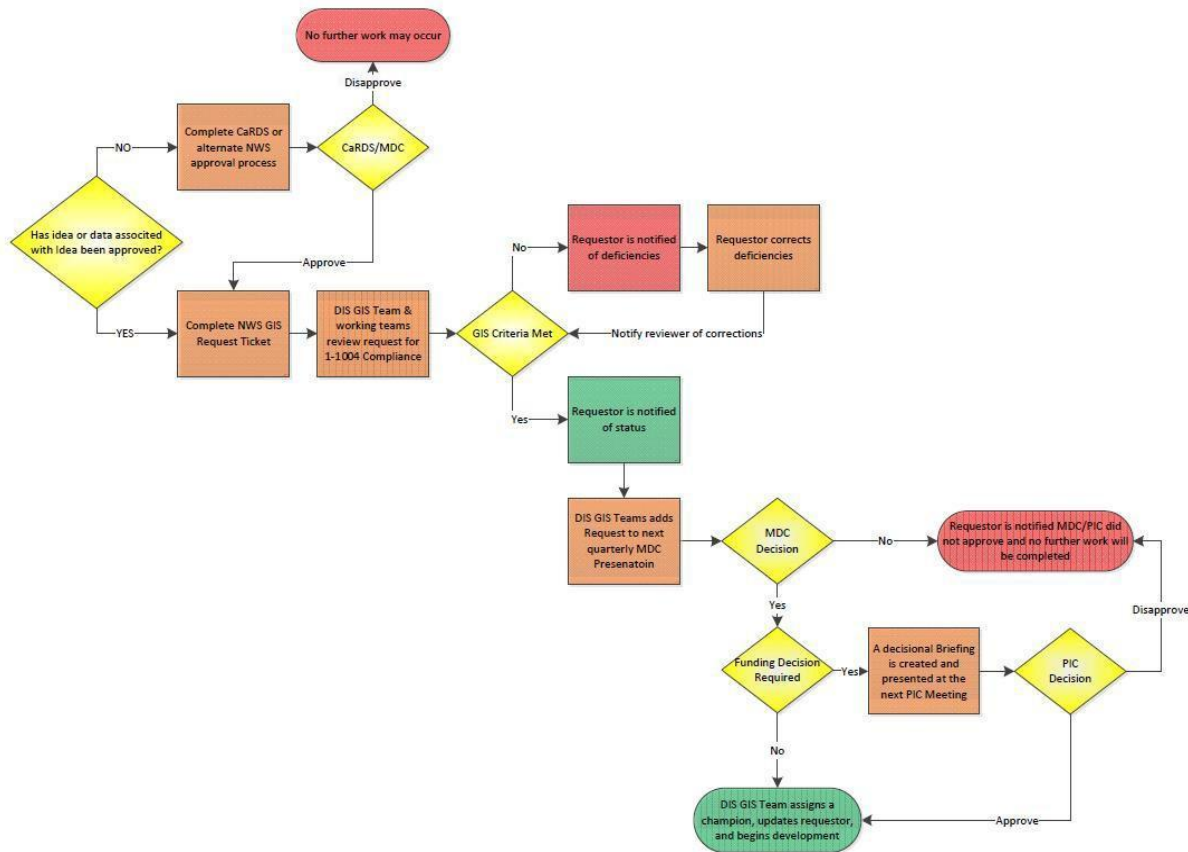 No further work may occur
Disapprove
NO
Complete CaRDS or
alternate NWS
approval process
CaRDS/MDC
Has idea or data associted
with Idea been approved?
Approve
YES
Complete NWS GIS
Request Ticket
DIS GIS Team &
working teams
review request for
1-1004 Compliance
GIS Criteria Met
No
Requestor is notified
of deficiencies
Requestor corrects
deficiencies
Notify reviewer of corrections
Yes
Requestor is notified
of status
DIS GIS Teams adds
Request to next
quarterly MDC
Presenatoin
MDC
Decision
No
Requestor is notified MDC/PIC did
not approve and no further work will
be completed
Yes
Disapprove
Funding Decision
Required
Yes
A decisional Briefing
is created and
presented at the
next PIC Meeting
PIC
Decision
No
Approve
DIS GIS Team assigns a
champion, updates requestor,
and begins development